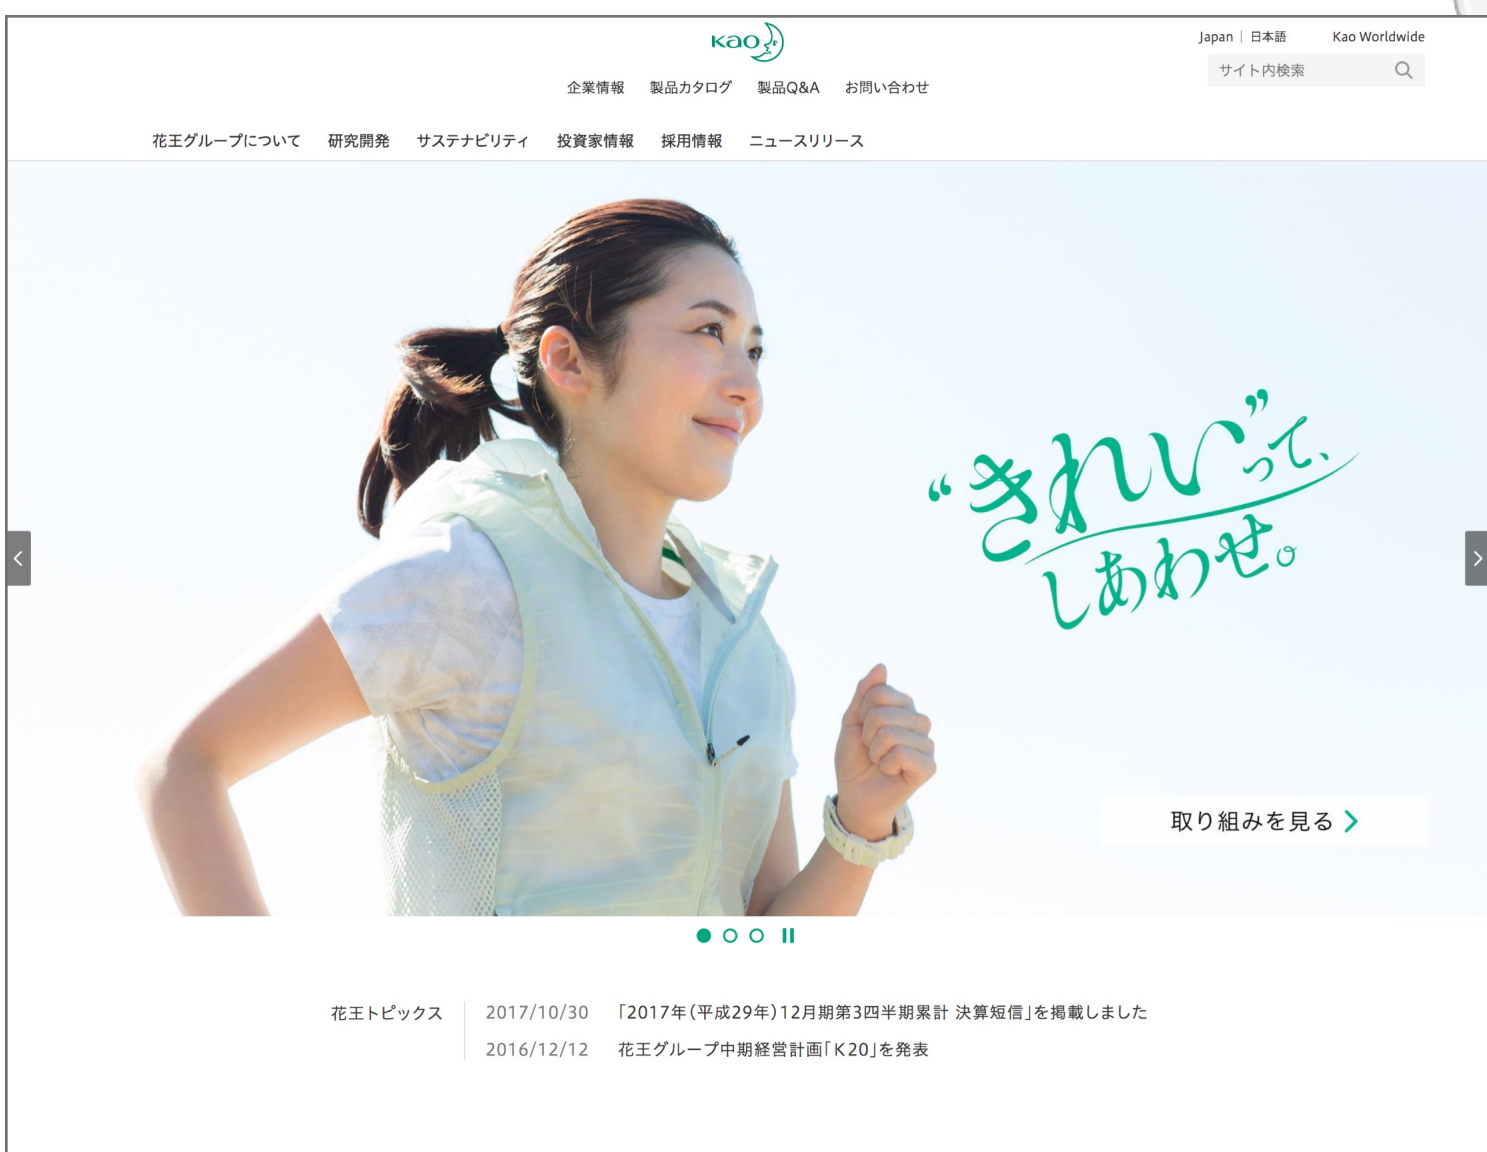 Kao
Japan | 日本語 Kao Worldwide
サイト内検索
企業情報 製品カタログ 製品Q&A お問い合わせ
花王グループについて 研究開発 サステナビリティ 投資家情報 採用情報 ニュースリリース
“きれい”って、
しあわせ。
取り組みを見る
花王トピックス 2017/10/30 「2017年(平成29年)12月期第3四半期累計 決算短信」を掲載しました
2016/12/12 花王グループ中期経営計画「K20」を発表